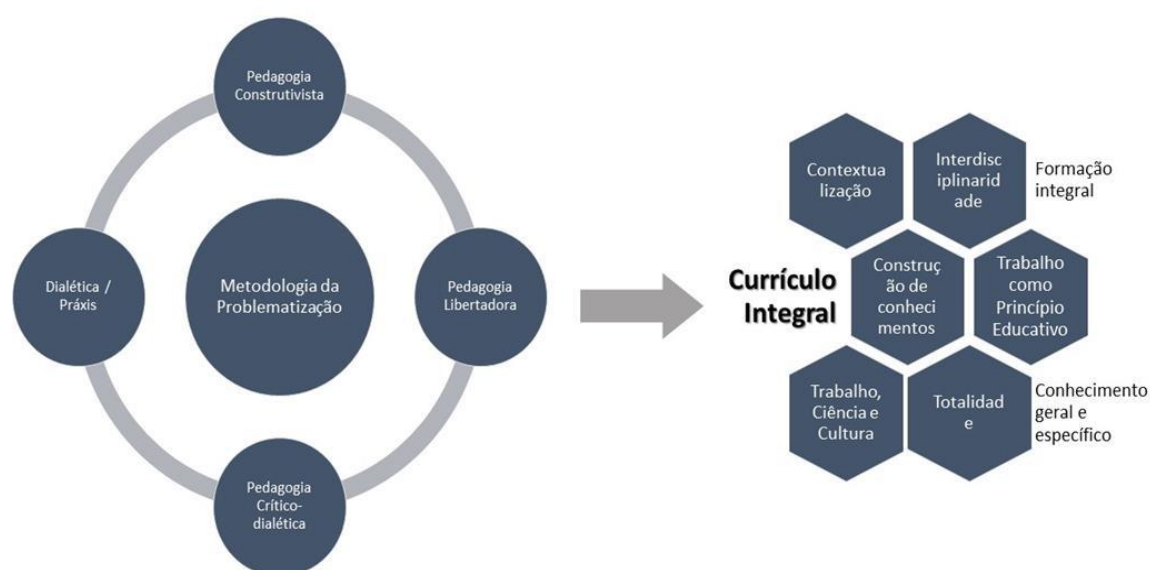 Pedagogia
Construtivista
Dialética /
Práxis
Metodologia da
Problematização
Pedagogia
Libertadora
Pedagogia
Crítico-
dialética
Currículo
Integral
Contextua
lização
Interdisc
iplinarid
ade
Formação
integral
Construç
ão de
conheci
mentos
Trabalho
como
Princípio
Educativo
Trabalho,
Ciência e
Cultura
Totalidad
e
Conhecimento
geral e
específico